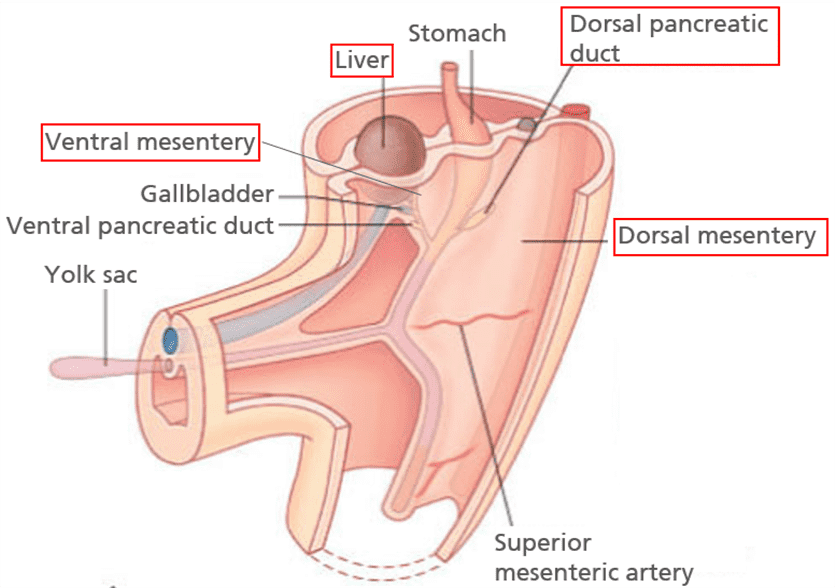 Stomach
Dorsal pancreatic
duct
Liver
Ventral mesentery
Gallbladder
Ventral pancreatic duct
Dorsal mesentery
Yolk sac
Superior
mesenteric artery